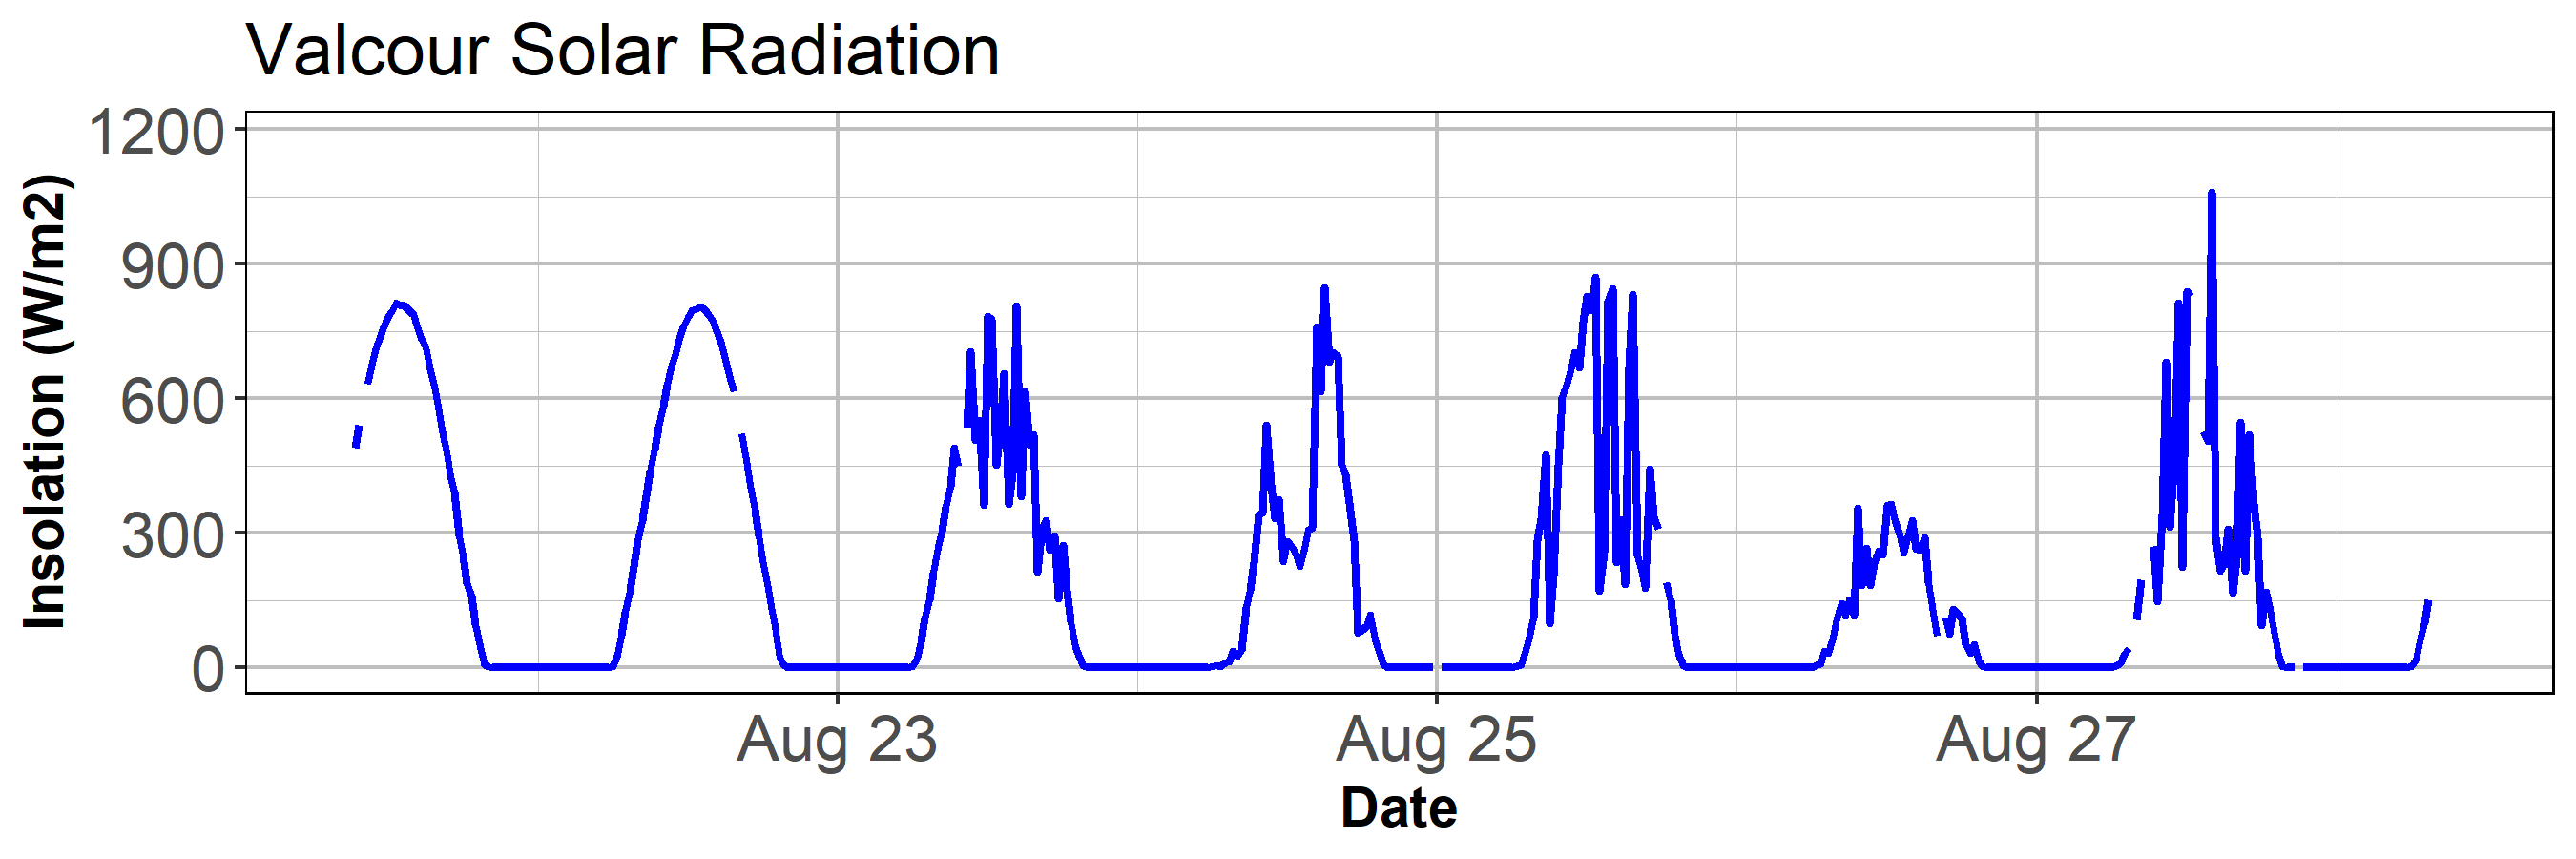 Valcour Solar Radiation
1200
900
600
300
0
Insolation (W/m2)
Aug 23 Aug 25 Aug 27
Date